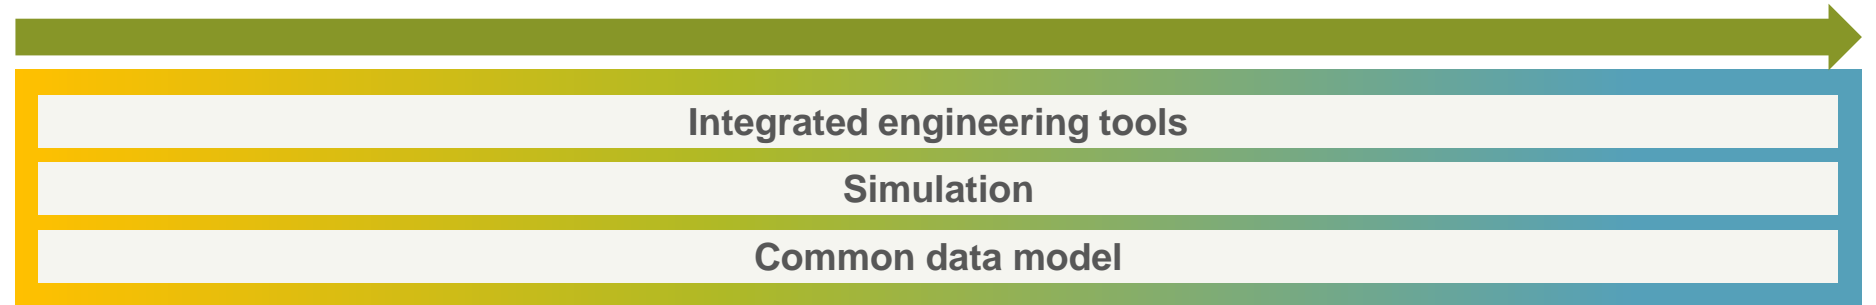 Integrated engineering tools
Simulation
Common data model